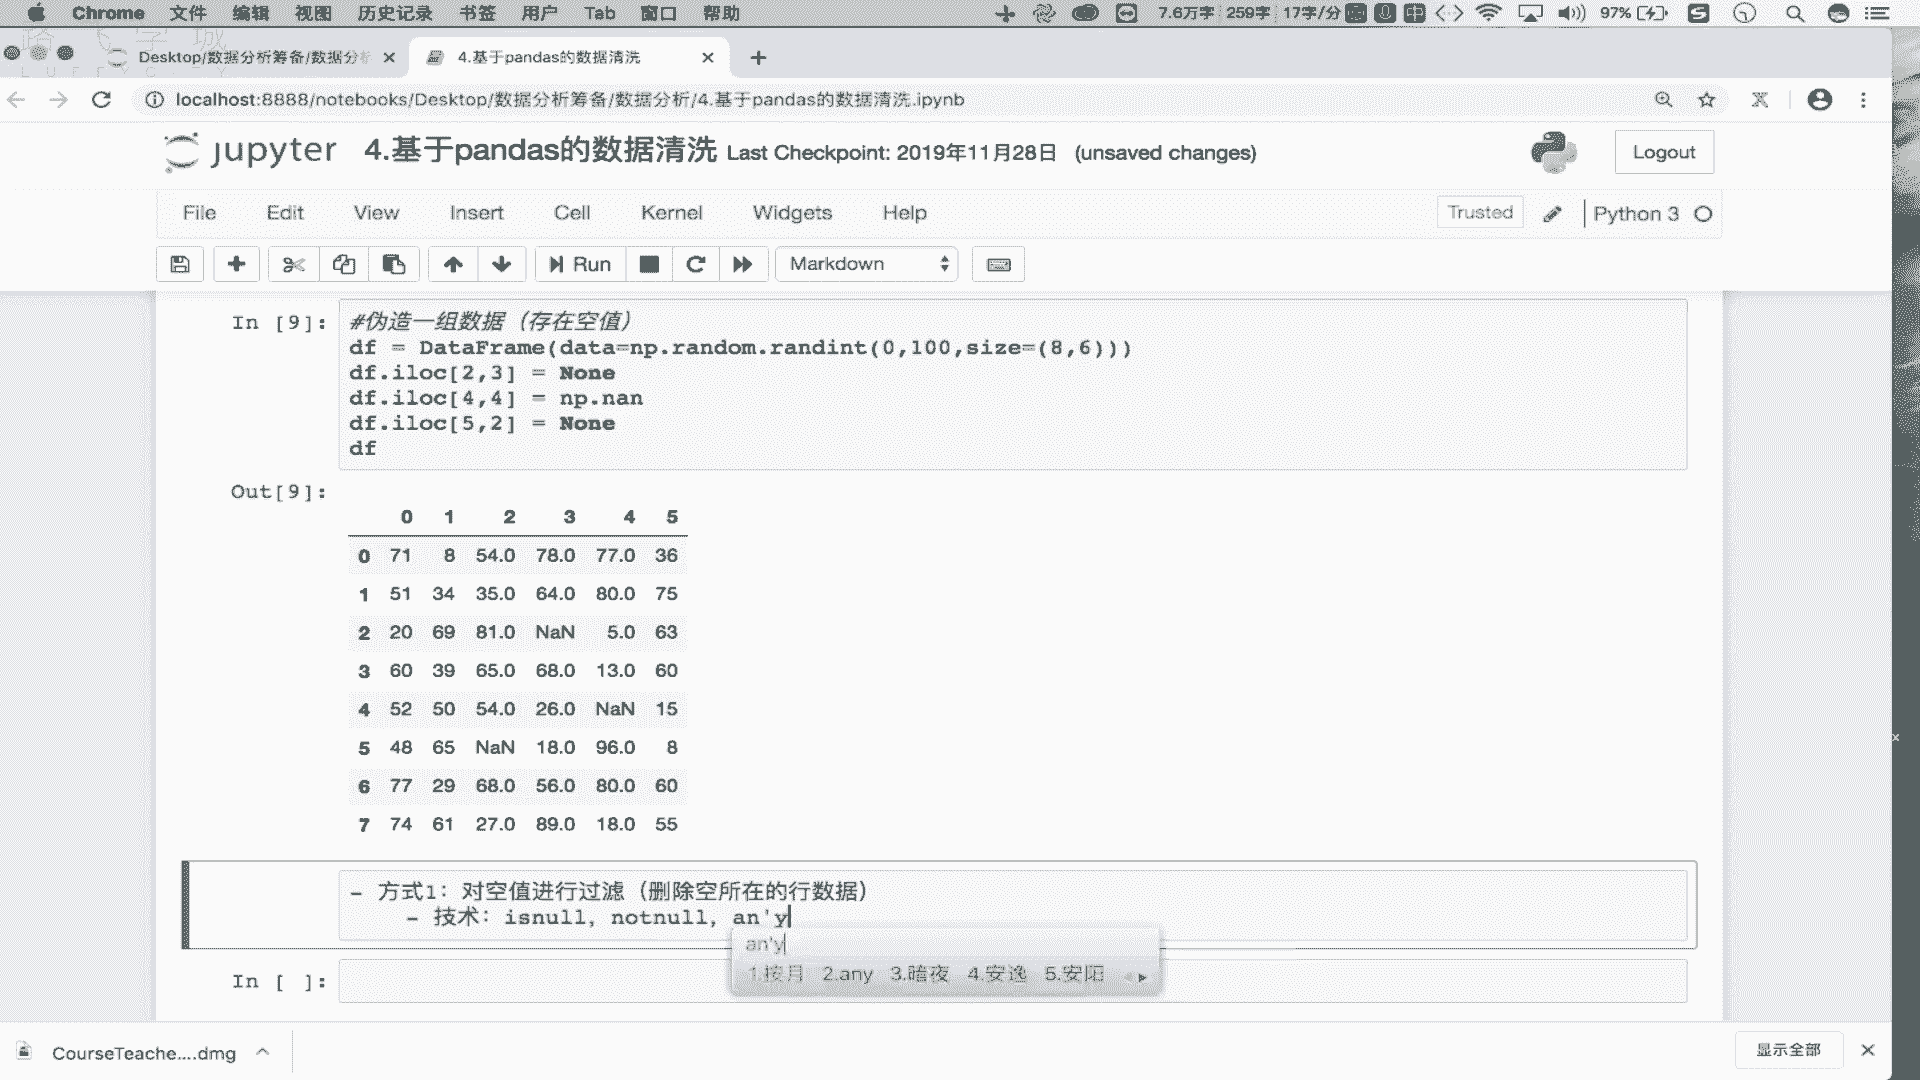 Chrome 文件 编辑 视图 历史记录 书签 用户 Tab 窗口 帮助 7.6万字 259字 17字/分 中 97%
Desktop/数据分析筹备/数据分析
4.基于pandas的数据清洗
localhost:8888/notebooks/Desktop/数据分析筹备/数据分析/4.基于pandas的数据清洗.ipynb
jupyter 4.基于pandas的数据清洗 Last Checkpoint: 2019年11月28日 (unsaved changes)
Logout
File Edit View Insert Cell Kernel Widgets Help Trusted Python 3
Run Markdown
In [9]: #伪造一组数据（存在空值）
df = DataFrame(data=np.random.randint(0,100,size=(8,6)))
df.iloc[2,3] = None
df.iloc[4,4] = np.nan
df.iloc[5,2] = None
df
Out[9]:
0 1 2 3 4 5
0 71 8 54.0 78.0 77.0 36
1 51 34 35.0 64.0 80.0 75
2 20 69 81.0 NaN 5.0 63
3 60 39 65.0 68.0 13.0 60
4 52 50 54.0 26.0 NaN 15
5 48 65 NaN 18.0 96.0 8
6 77 29 68.0 56.0 80.0 60
7 74 61 27.0 89.0 18.0 55
- 方式1：对空值进行过滤（删除空所在的行数据）
- 技术：isnull，notnull，an'y
an'y
1.按月 2.any 3.暗夜 4.安逸 5.安阳
In [ ]:
CourseTeache....dmg
显示全部